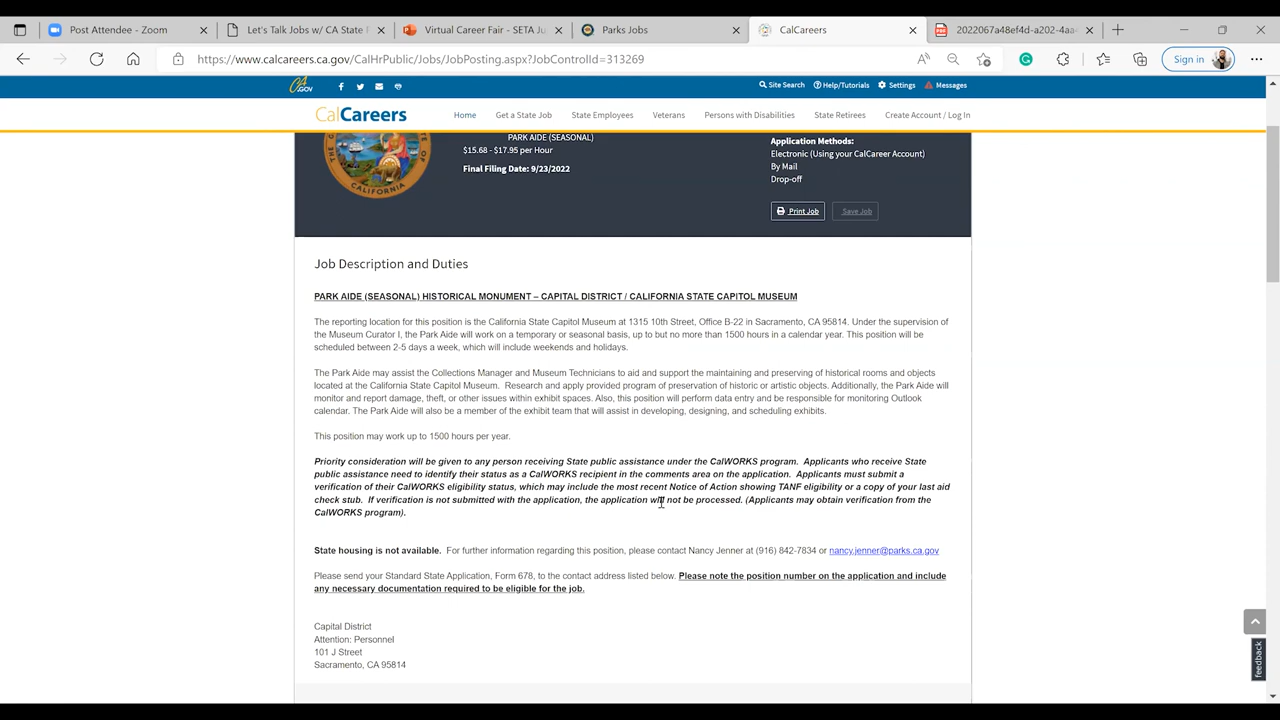 Post Attendee - Zoom
Let's Talk Jobs w/ CA State
Virtual Career Fair - SETA Ju
Parks Jobs
CalCareers
2022067a48ef4d-a202-4aa4
https://www.calcareers.ca.gov/CalHrPublic/Jobs/JobPosting.aspx?JobControlId=313269
Sign in
CA.GOV
Site Search
Help/Tutorials
Settings
Messages
CalCareers
Home
Get a State Job
State Employees
Veterans
Persons with Disabilities
State Retirees
Create Account / Log In
PARK AIDE (SEASONAL)
$15.68 - $17.95 per Hour
Final Filing Date: 9/23/2022
Application Methods:
Electronic (Using your CalCareer Account)
By Mail
Drop-off
Print Job
Save Job
CALIFORNIA
Job Description and Duties
PARK AIDE (SEASONAL) HISTORICAL MONUMENT – CAPITAL DISTRICT / CALIFORNIA STATE CAPITOL MUSEUM
The reporting location for this position is the California State Capitol Museum at 1315 10th Street, Office B-22 in Sacramento, CA 95814. Under the supervision of
the Museum Curator I, the Park Aide will work on a temporary or seasonal basis, up to but no more than 1500 hours in a calendar year. This position will be
scheduled between 2-5 days a week, which will include weekends and holidays.
The Park Aide may assist the Collections Manager and Museum Technicians to aid and support the maintaining and preserving of historical rooms and objects
located at the California State Capitol Museum. Research and apply provided program of preservation of historic or artistic objects. Additionally, the Park Aide will
monitor and report damage, theft, or other issues within exhibit spaces. Also, this position will perform data entry and be responsible for monitoring Outlook
calendar. The Park Aide will also be a member of the exhibit team that will assist in developing, designing, and scheduling exhibits.
This position may work up to 1500 hours per year.
Priority consideration will be given to any person receiving State public assistance under the CalWORKS program. Applicants who receive State
public assistance need to identify their status as a CalWORKS recipient in the comments area on the application. Applicants must submit a
verification of their CalWORKS eligibility status, which may include the most recent Notice of Action showing TANF eligibility or a copy of your last aid
check stub. If verification is not submitted with the application, the application will not be processed. (Applicants may obtain verification from the
CalWORKS program).
State housing is not available. For further information regarding this position, please contact Nancy Jenner at (916) 842-7834 or nancy.jenner@parks.ca.gov
Please send your Standard State Application, Form 678, to the contact address listed below. Please note the position number on the application and include
any necessary documentation required to be eligible for the job.
Capital District
Attention: Personnel
101 J Street
Sacramento, CA 95814
feedback